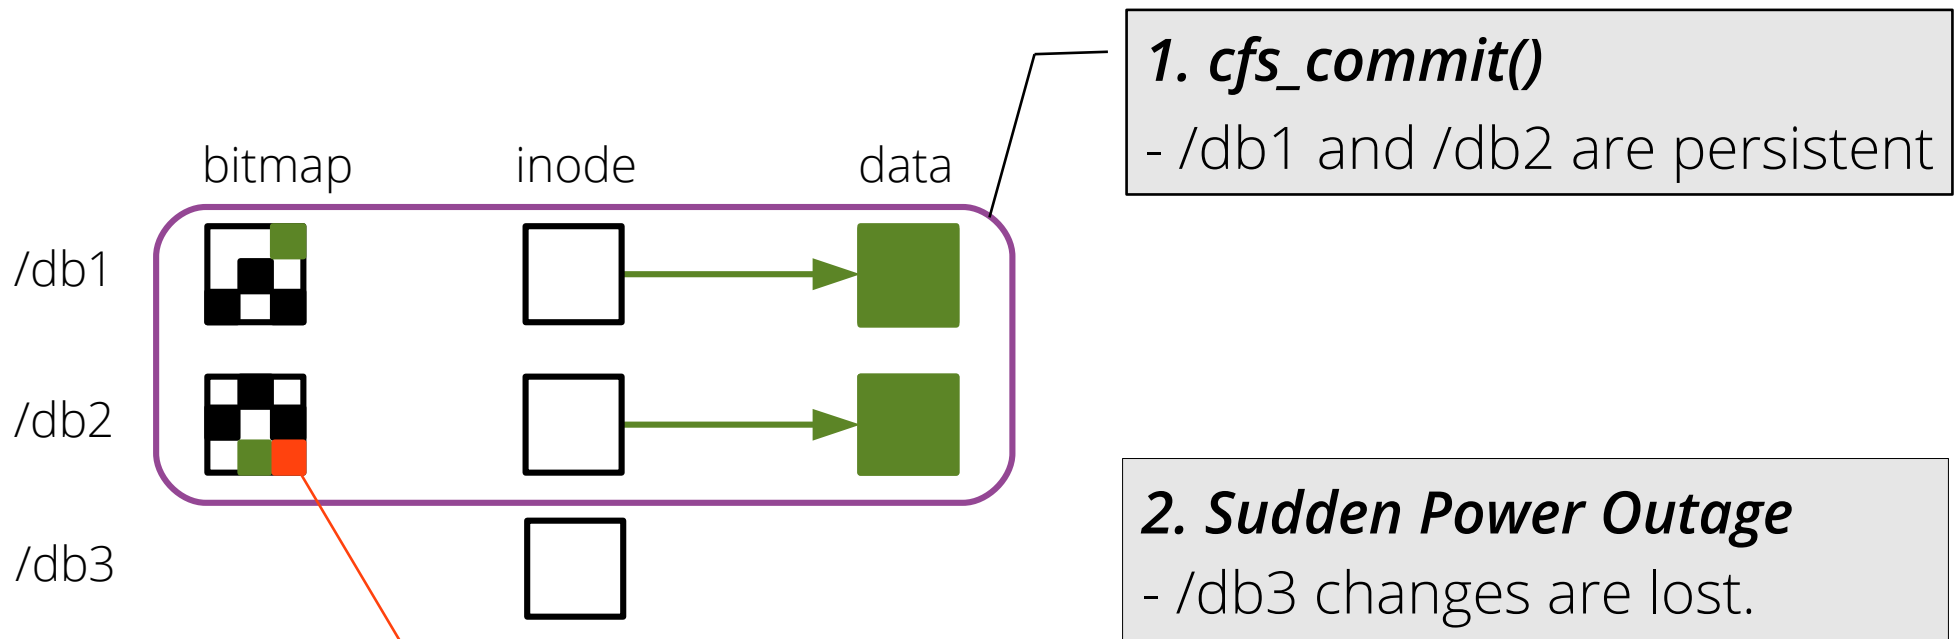 1. cfs_commit()
- /db1 and /db2 are persistent
bitmap inode data
/db1
/db2
/db3
2. Sudden Power Outage
- /db3 changes are lost.